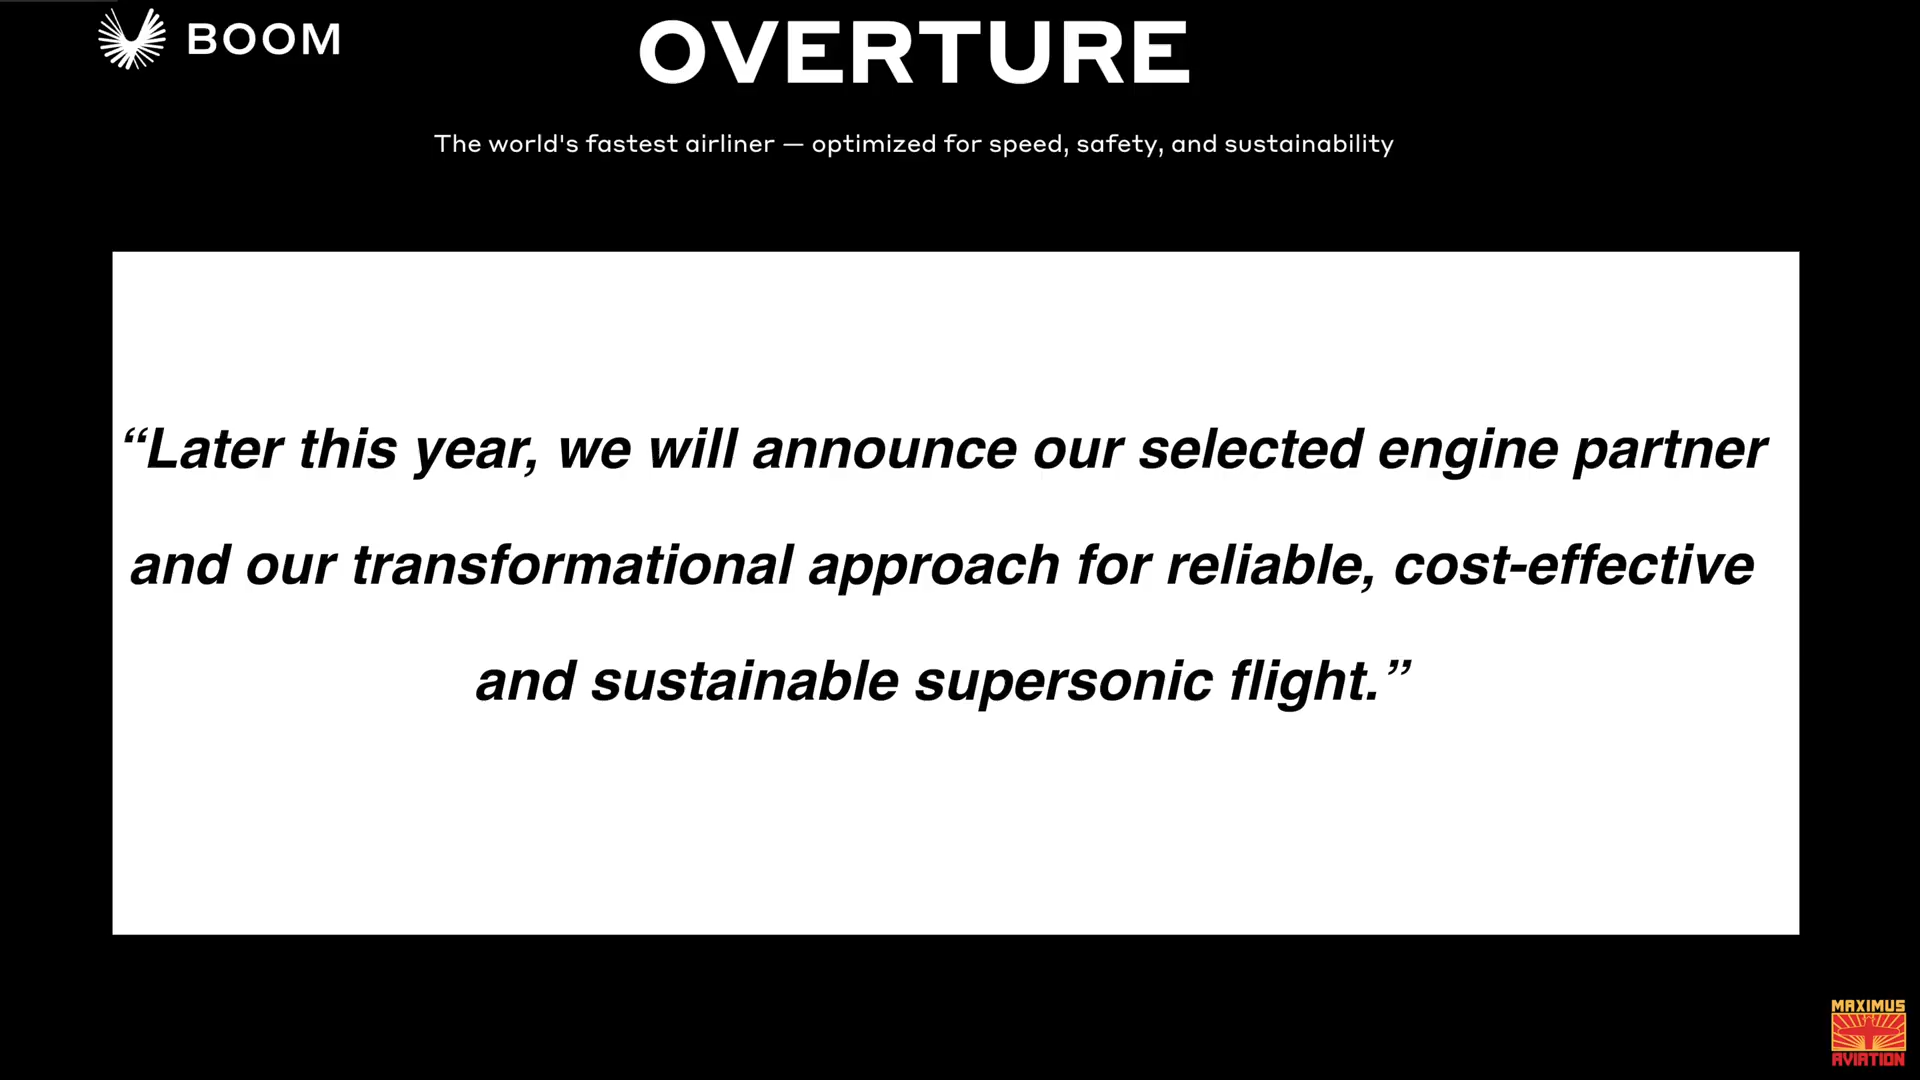 BOOM
OVERTURE
The world's fastest airliner — optimized for speed, safety, and sustainability
“Later this year, we will announce our selected engine partner
and our transformational approach for reliable, cost-effective
and sustainable supersonic flight.”
MAXIMUS
AVIATION